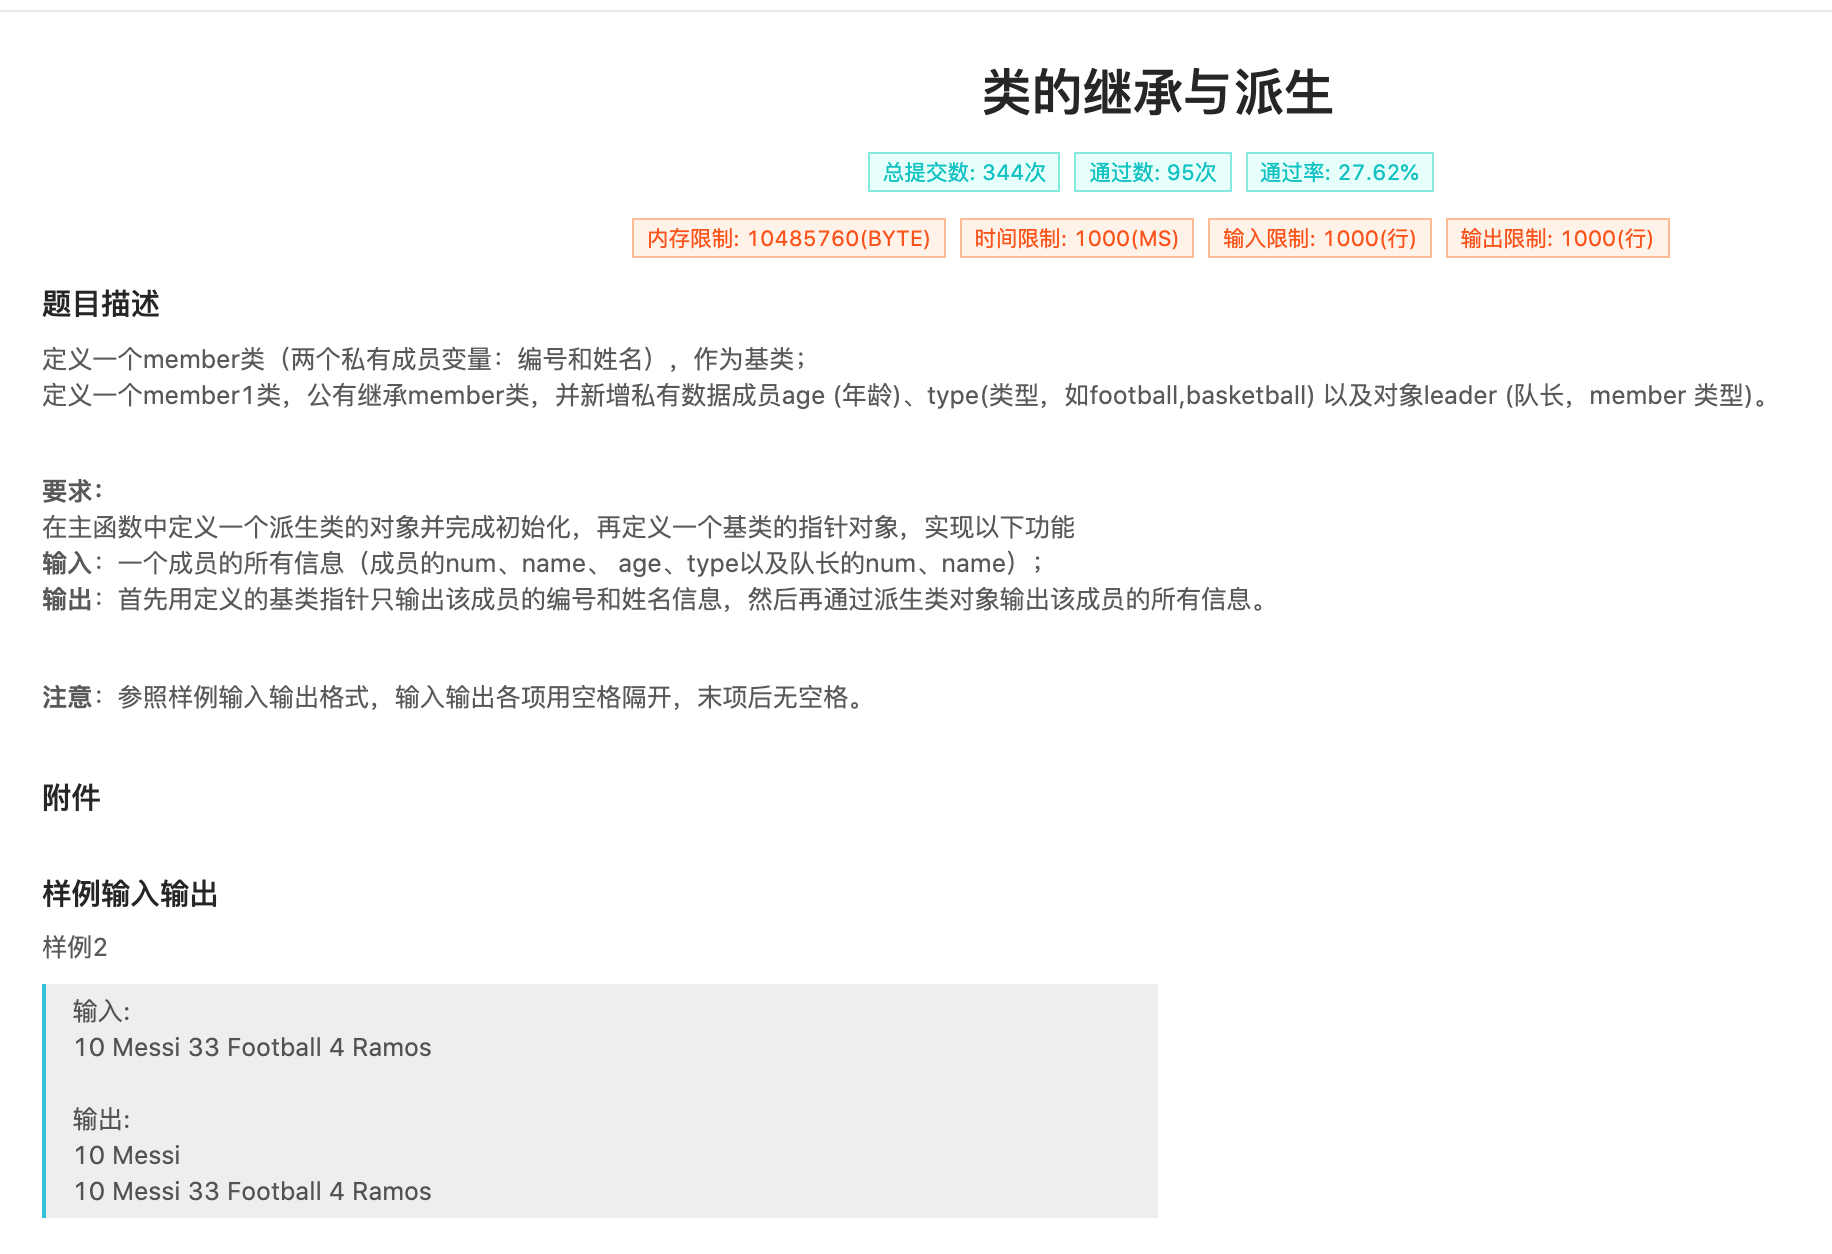 类的继承与派生
总提交数: 344次 通过数: 95次 通过率: 27.62%
内存限制: 10485760(BYTE) 时间限制: 1000(MS) 输入限制: 1000(行) 输出限制: 1000(行)
题目描述
定义一个member类（两个私有成员变量：编号和姓名），作为基类；
定义一个member1类，公有继承member类，并新增私有数据成员age (年龄)、type(类型，如football,basketball) 以及对象leader (队长，member 类型)。
要求：
在主函数中定义一个派生类的对象并完成初始化，再定义一个基类的指针对象，实现以下功能
输入：一个成员的所有信息（成员的num、name、 age、type以及队长的num、name）；
输出：首先用定义的基类指针只输出该成员的编号和姓名信息，然后再通过派生类对象输出该成员的所有信息。
注意：参照样例输入输出格式，输入输出各项用空格隔开，末项后无空格。
附件
样例输入输出
样例2
输入:
10 Messi 33 Football 4 Ramos
输出:
10 Messi
10 Messi 33 Football 4 Ramos